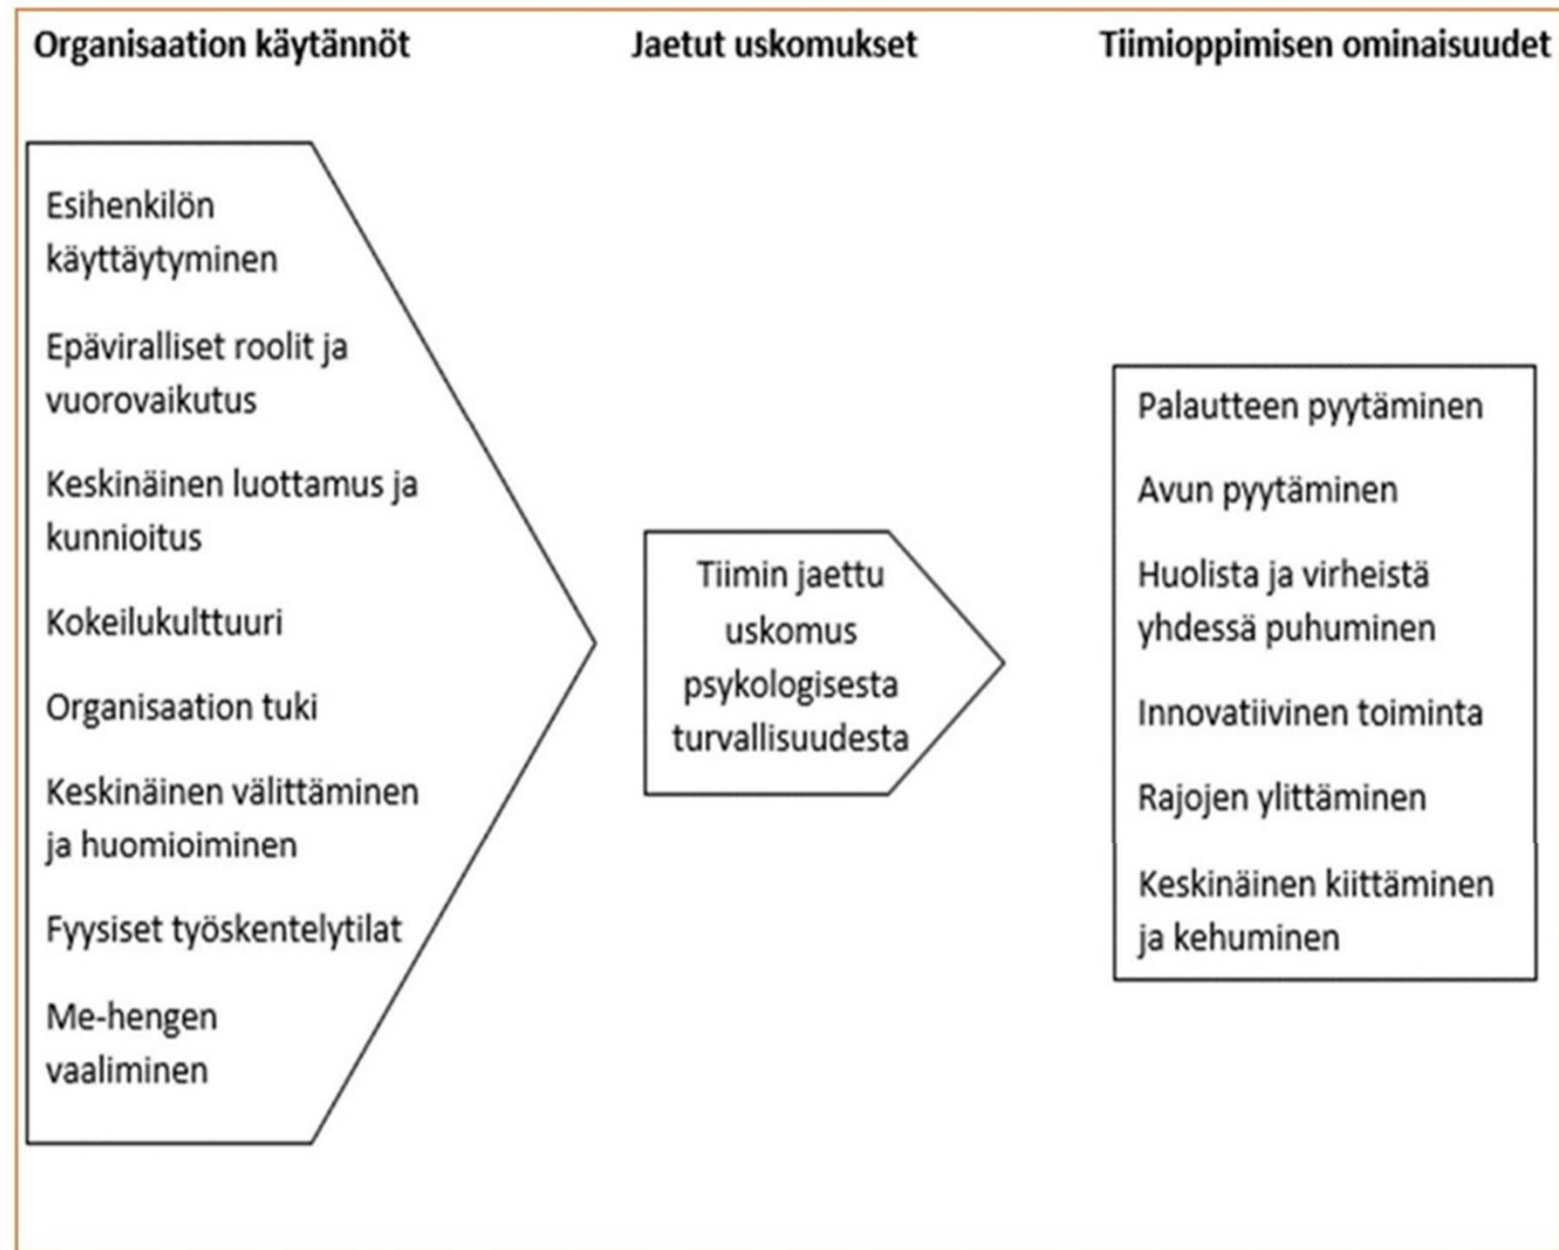 Organisaation käytännöt
Jaetut uskomukset
Tiimioppimisen ominaisuudet
Esihenkilön
käyttäytyminen
Epäviralliset roolit ja
vuorovaikutus
Keskinäinen luottamus ja
kunnioitus
Kokeilukulttuuri
Organisaation tuki
Keskinäinen välittäminen
ja huomioiminen
Fyysiset työskentelytilat
Me-hengen
vaaliminen
Tiimin jaettu
uskomus
psykologisesta
turvallisuudesta
Palautteen pyytäminen
Avun pyytäminen
Huolista ja virheistä
yhdessä puhuminen
Innovatiivinen toiminta
Rajojen ylittäminen
Keskinäinen kiittäminen
ja kehuminen